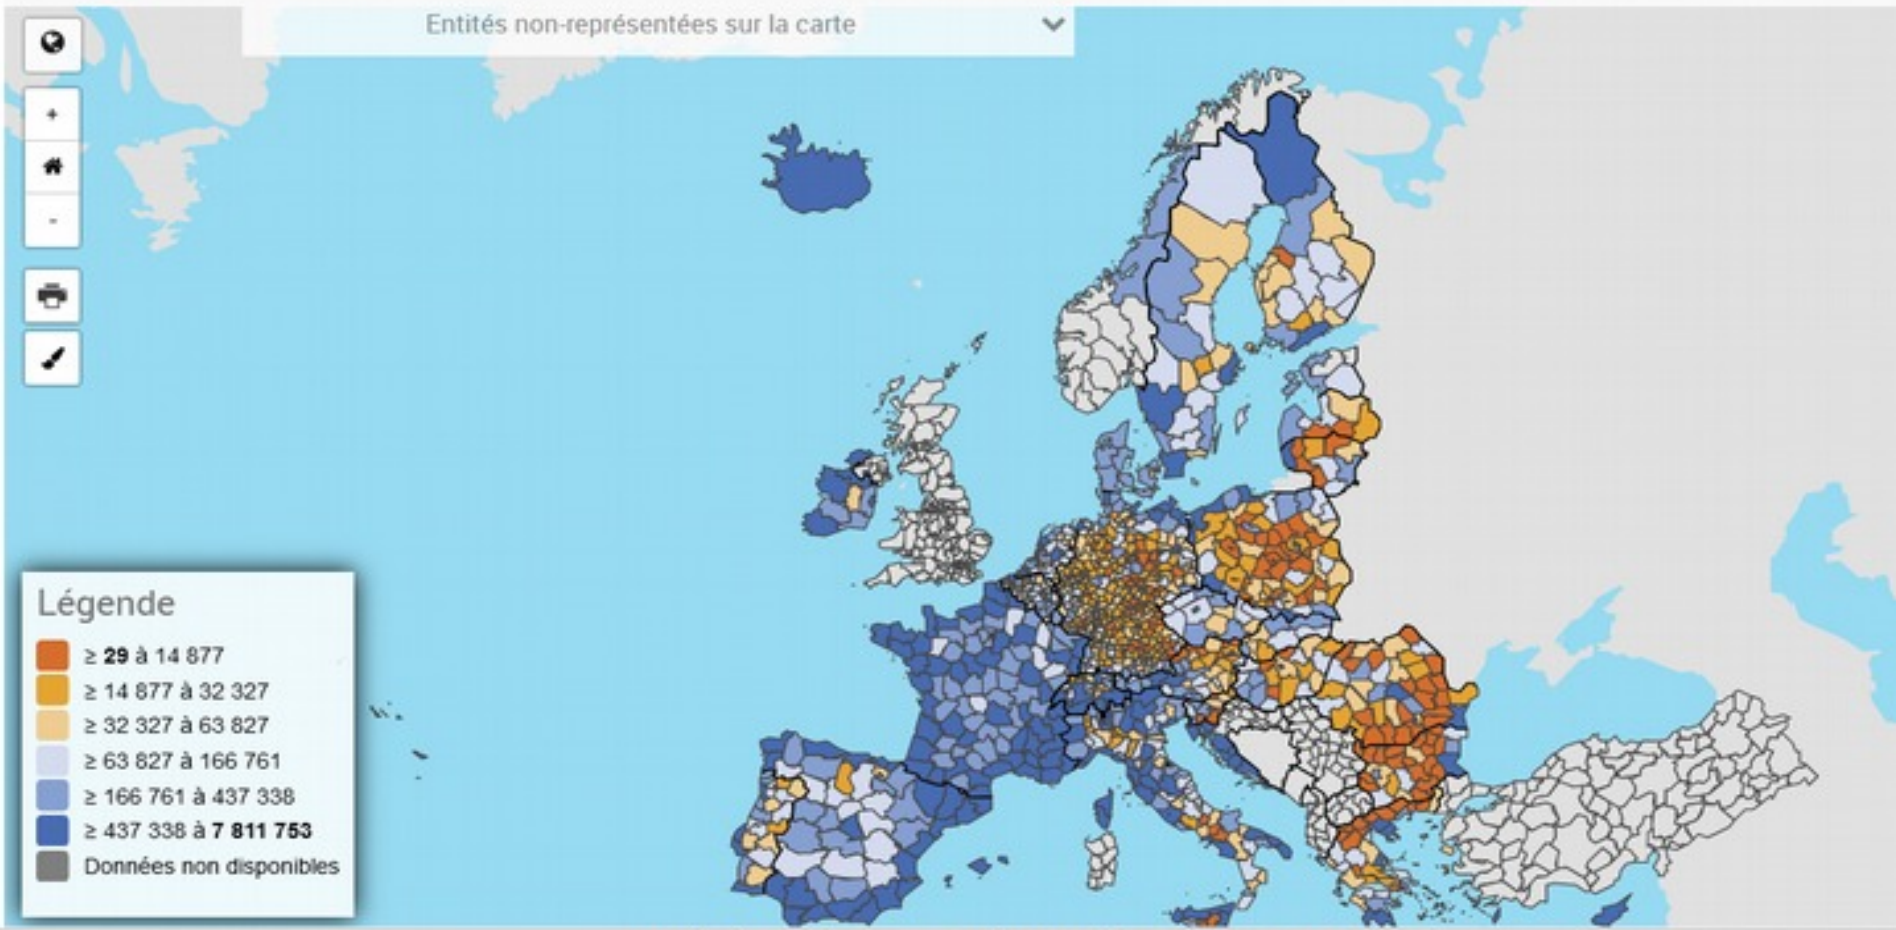 Entités non-représentées sur la carte
+
-
Légende
≥ 29 à 14 877
≥ 14 877 à 32 327
≥ 32 327 à 63 827
≥ 63 827 à 166 761
≥ 166 761 à 437 338
≥ 437 338 à 7 811 753
Données non disponibles